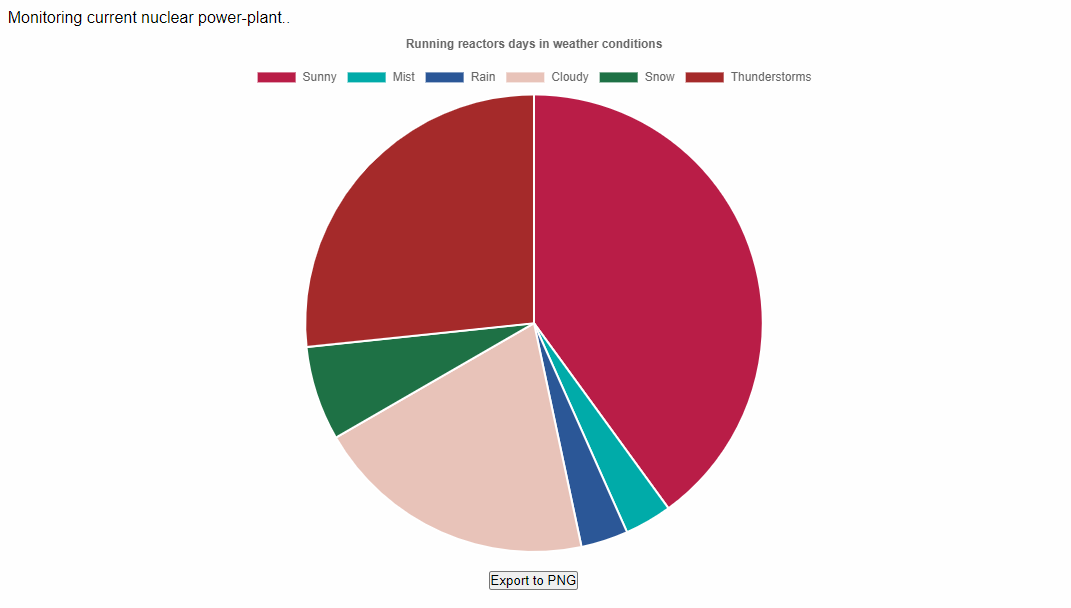 Monitoring current nuclear power-plant..
Running reactors days in weather conditions
Sunny Mist Rain Cloudy Snow Thunderstorms
Export to PNG